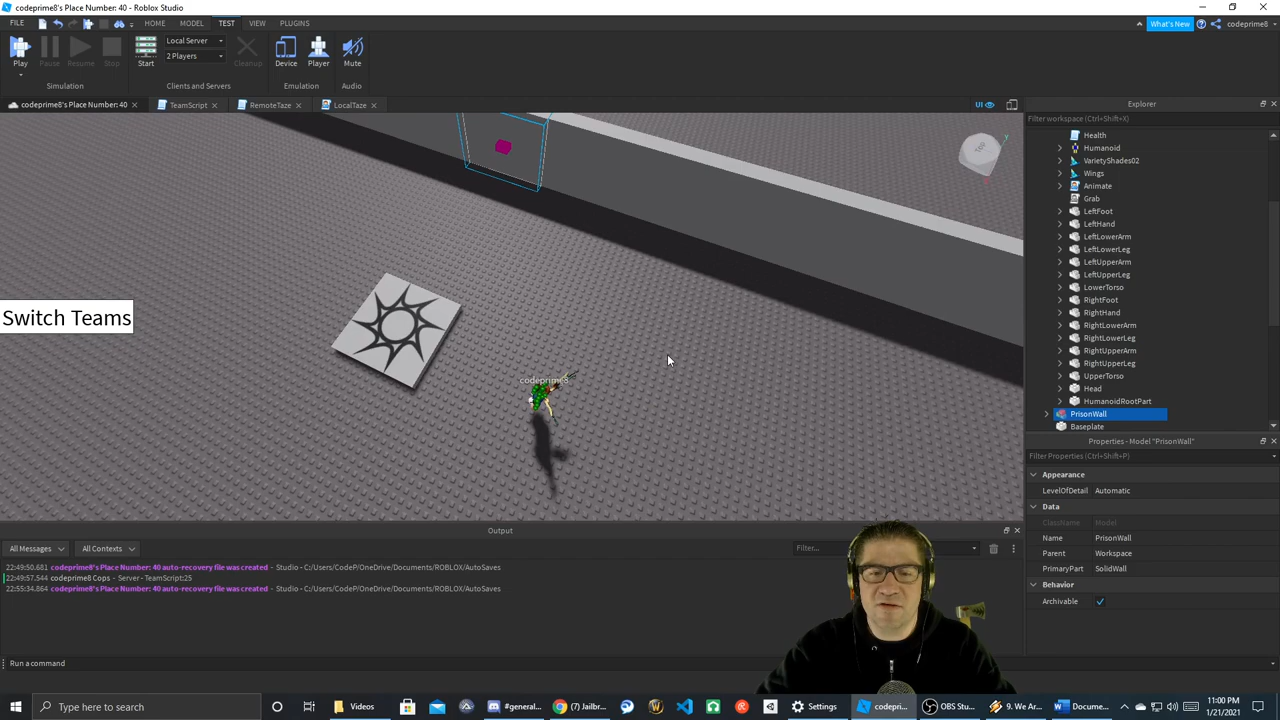 codeprime8's Place Number: 40 - Roblox Studio
FILE HOME MODEL TEST VIEW PLUGINS
What's New codeprime8
Play Pause Resume Stop
Simulation
Start Local Server
2 Players
Cleanup
Clients and Servers
Device Player
Emulation
Mute
Audio
codeprime8's Place Number: 40 TeamScript RemoteTaze LocalTaze UI
TOP
Y
Switch Teams
codeprime8
Explorer
Filter workspace (Ctrl+Shift+X)
Health
Humanoid
VarietyShades02
Wings
Animate
Grab
LeftFoot
LeftHand
LeftLowerArm
LeftLowerLeg
LeftUpperArm
LeftUpperLeg
LowerTorso
RightFoot
RightHand
RightLowerArm
RightLowerLeg
RightUpperArm
RightUpperLeg
UpperTorso
Head
HumanoidRootPart
PrisonWall
Baseplate
Properties - Model "PrisonWall"
Filter Properties (Ctrl+Shift+P)
Appearance
LevelOfDetail Automatic
Data
ClassName Model
Name PrisonWall
Parent Workspace
PrimaryPart SolidWall
Behavior
Archivable
Output
All Messages All Contexts Filter...
22:49:50.681 codeprime8's Place Number: 40 auto-recovery file was created - Studio - C:/Users/CodeP/OneDrive/Documents/ROBLOX/AutoSaves
22:49:57.544 codeprime8 Cops - Server - TeamScript:25
22:55:34.864 codeprime8's Place Number: 40 auto-recovery file was created - Studio - C:/Users/CodeP/OneDrive/Documents/ROBLOX/AutoSaves
Run a command
Type here to search
Videos
#general...
(7) Jailbr...
Settings
codepri...
OBS Stu...
9. We Ar...
Docume...
11:00 PM
1/21/2021